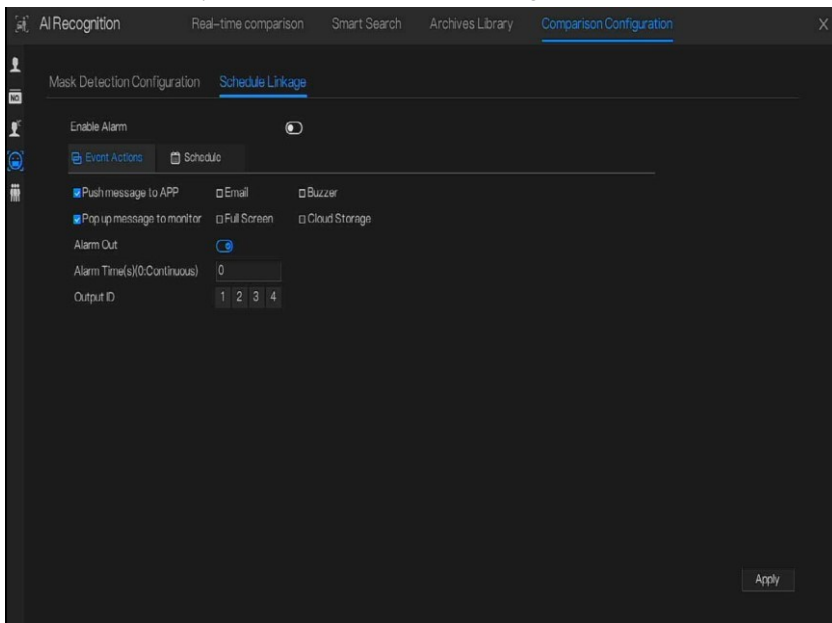 AI Recognition Real-time comparison Smart Search Archives Library Comparison Configuration X
Mask Detection Configuration Schedule Linkage
NO.
Enable Alarm
Event Actions Schedule
Push message to APP Email Buzzer
Pop up message to monitor Full Screen Cloud Storage
Alarm Out
Alarm Time(s)(0:Continuous) 0
Output ID 1 2 3 4
Apply